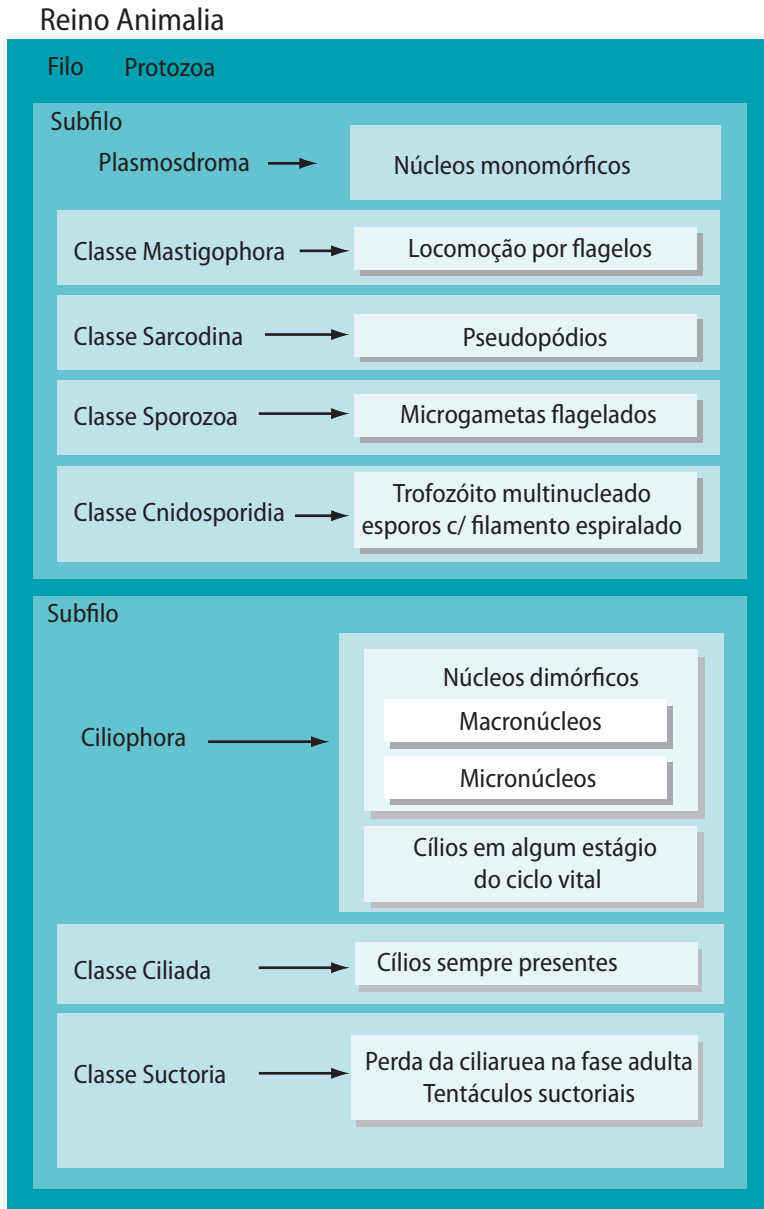 Reino Animalia
Filo Protozoa
Subfilo
Plasmosdroma
Núcleos monomórficos
Classe Mastigophora
Locomoção por flagelos
Classe Sarcodina
Pseudopódios
Classe Sporozoa
Microgametas flagelados
Classe Cnidosporidia
Trofozóito multinucleado
esporos c/ filamento espiralado
Subfilo
Ciliophora
Núcleos dimórficos
Macronúcleos
Micronúcleos
Cílios em algum estágio
do ciclo vital
Classe Ciliada
Cílios sempre presentes
Classe Suctoria
Perda da ciliaruea na fase adulta
Tentáculos suctoriais